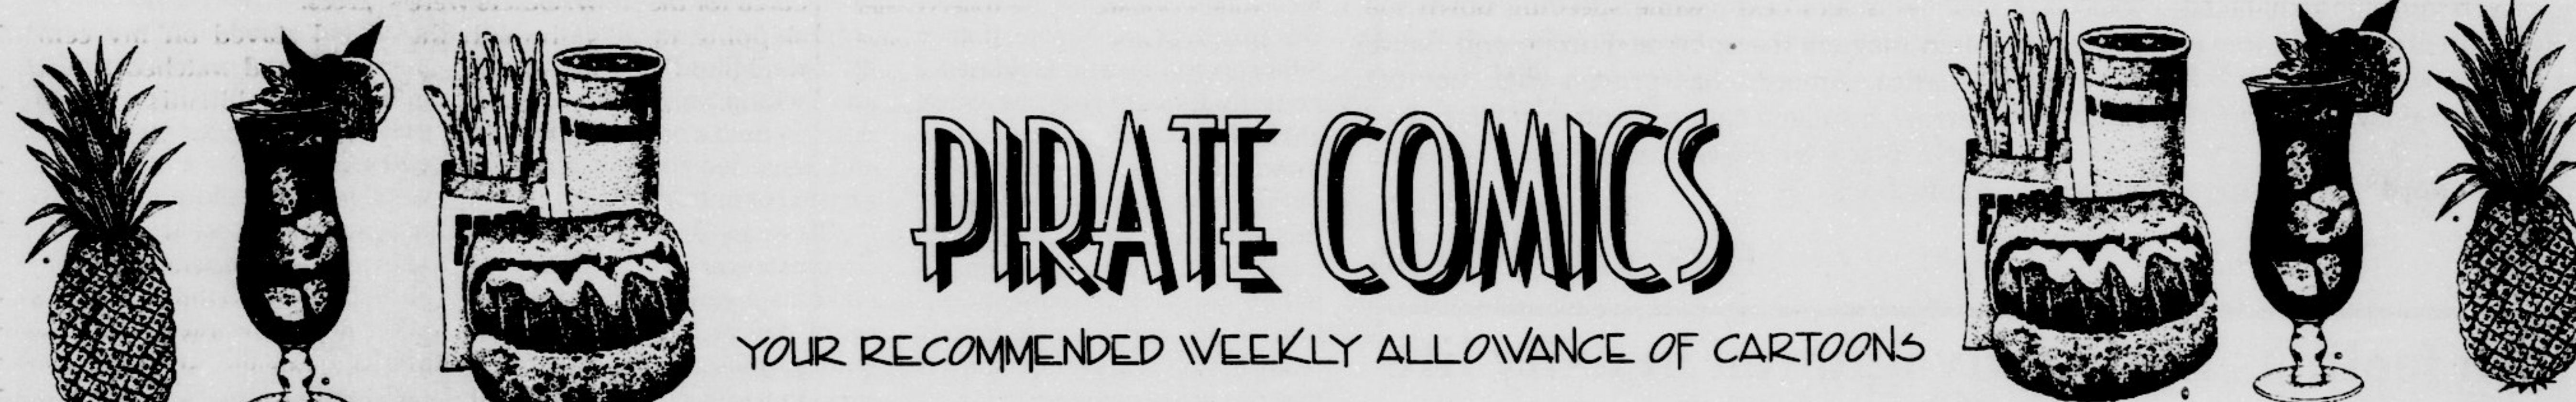 PIRATE COMICS
YOUR RECOMMENDED WEEKLY ALLOWANCE OF CARTOONS